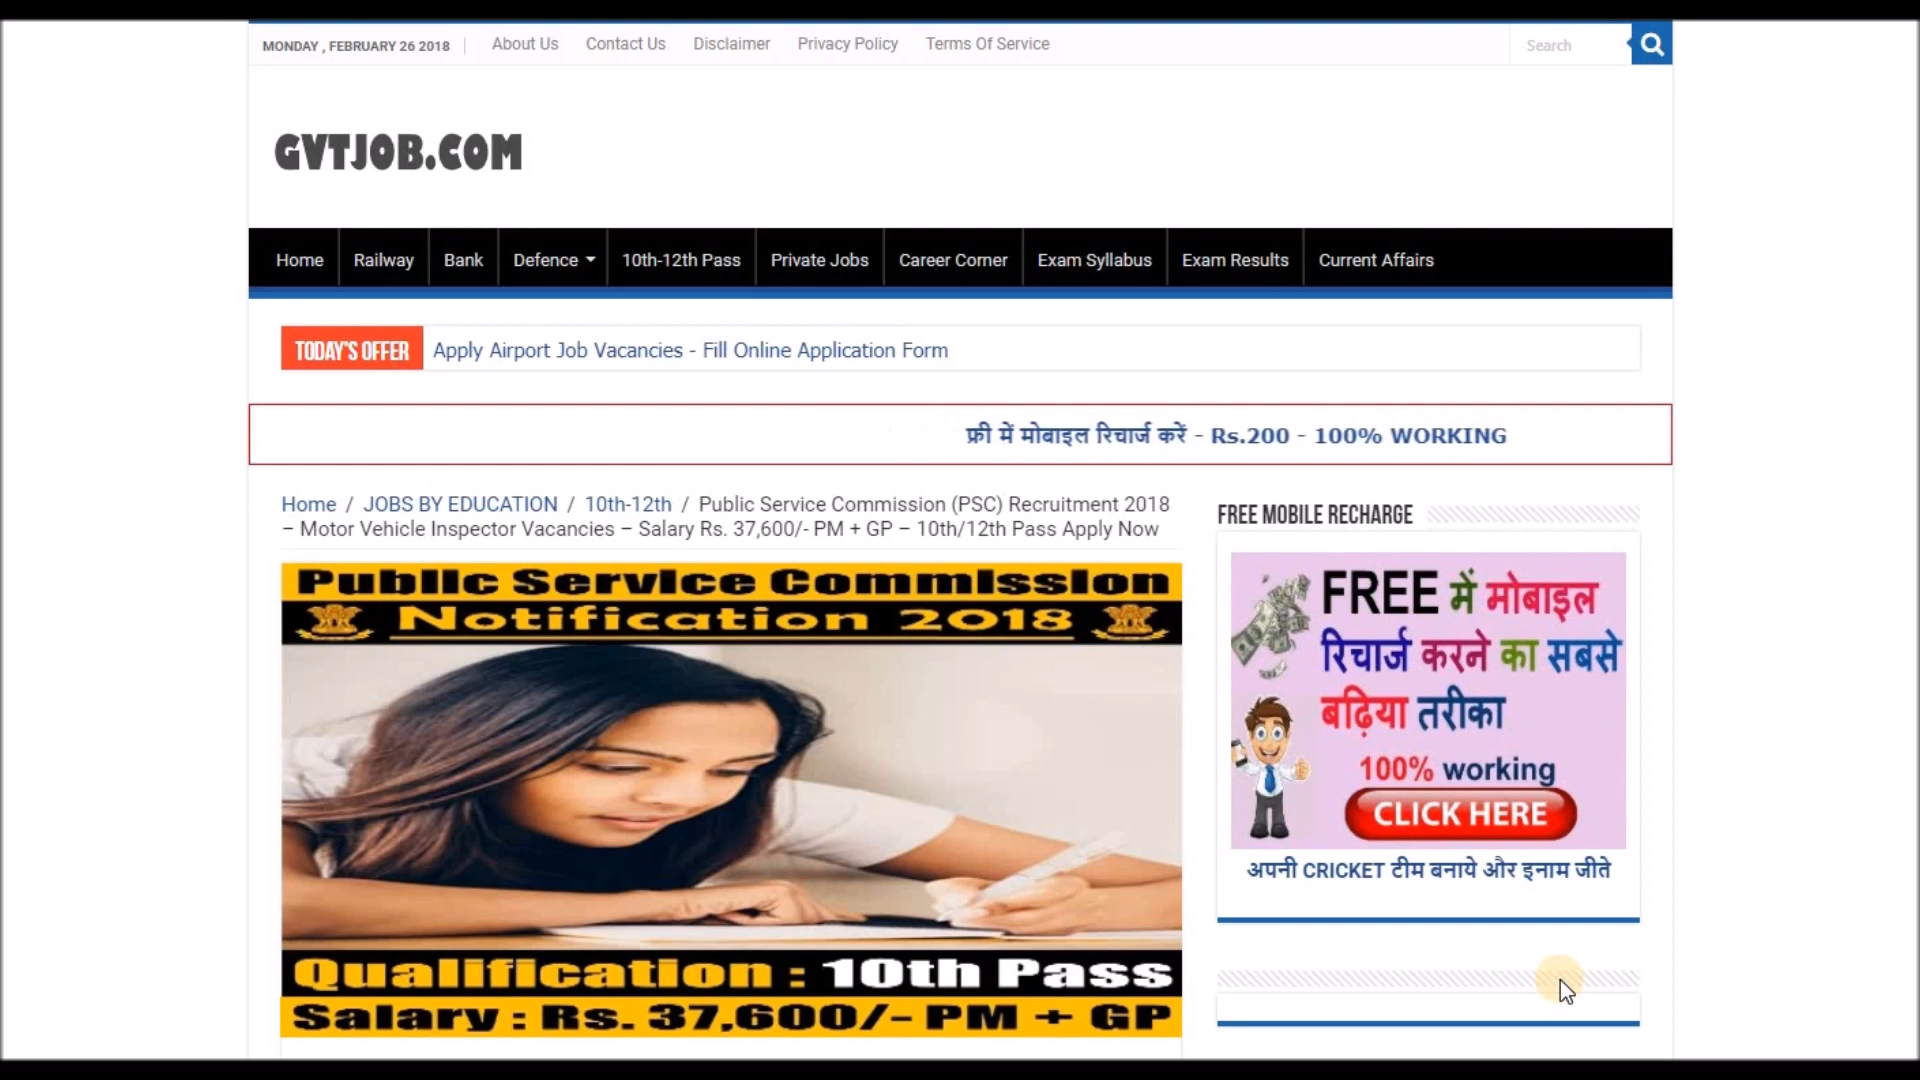 MONDAY , FEBRUARY 26 2018
About Us
Contact Us
Disclaimer
Privacy Policy
Terms Of Service
Search
GVTJOB.COM
Home
Railway
Bank
Defence
10th-12th Pass
Private Jobs
Career Corner
Exam Syllabus
Exam Results
Current Affairs
TODAY'S OFFER
Apply Airport Job Vacancies - Fill Online Application Form
फ्री में मोबाइल रिचार्ज करें - Rs.200 - 100% WORKING
Home / JOBS BY EDUCATION / 10th-12th / Public Service Commission (PSC) Recruitment 2018
– Motor Vehicle Inspector Vacancies – Salary Rs. 37,600/- PM + GP – 10th/12th Pass Apply Now
Public Service Commission
Notification 2018
Qualification : 10th Pass
Salary : Rs. 37,600/- PM + GP
FREE MOBILE RECHARGE
FREE में मोबाइल
रिचार्ज करने का सबसे
बढ़िया तरीका
100% working
CLICK HERE
अपनी CRICKET टीम बनाये और इनाम जीते